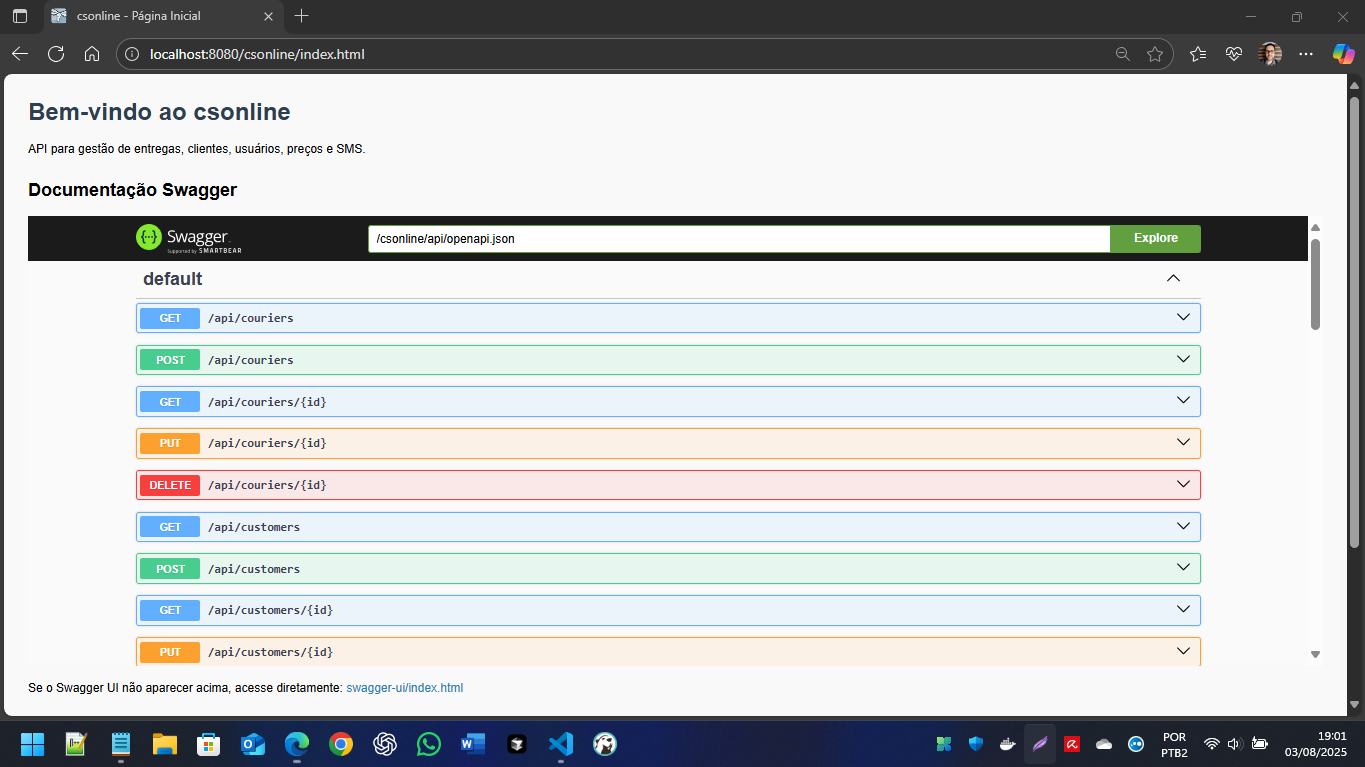 csonline - Página Inicial
localhost:8080/csonline/index.html
Bem-vindo ao csonline
API para gestão de entregas, clientes, usuários, preços e SMS.
Documentação Swagger
Swagger
Supported by SMARTBEAR
/csonline/api/openapi.json
Explore
default
GET /api/couriers
POST /api/couriers
GET /api/couriers/{id}
PUT /api/couriers/{id}
DELETE /api/couriers/{id}
GET /api/customers
POST /api/customers
GET /api/customers/{id}
PUT /api/customers/{id}
Se o Swagger UI não aparecer acima, acesse diretamente: swagger-ui/index.html
POR
PTB2
19:01
03/08/2025